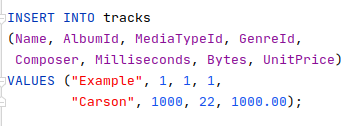 INSERT INTO tracks
(Name, AlbumId, MediaTypeId, GenreId,
Composer, Milliseconds, Bytes, UnitPrice)
VALUES ("Example", 1, 1, 1,
"Carson", 1000, 22, 1000.00);